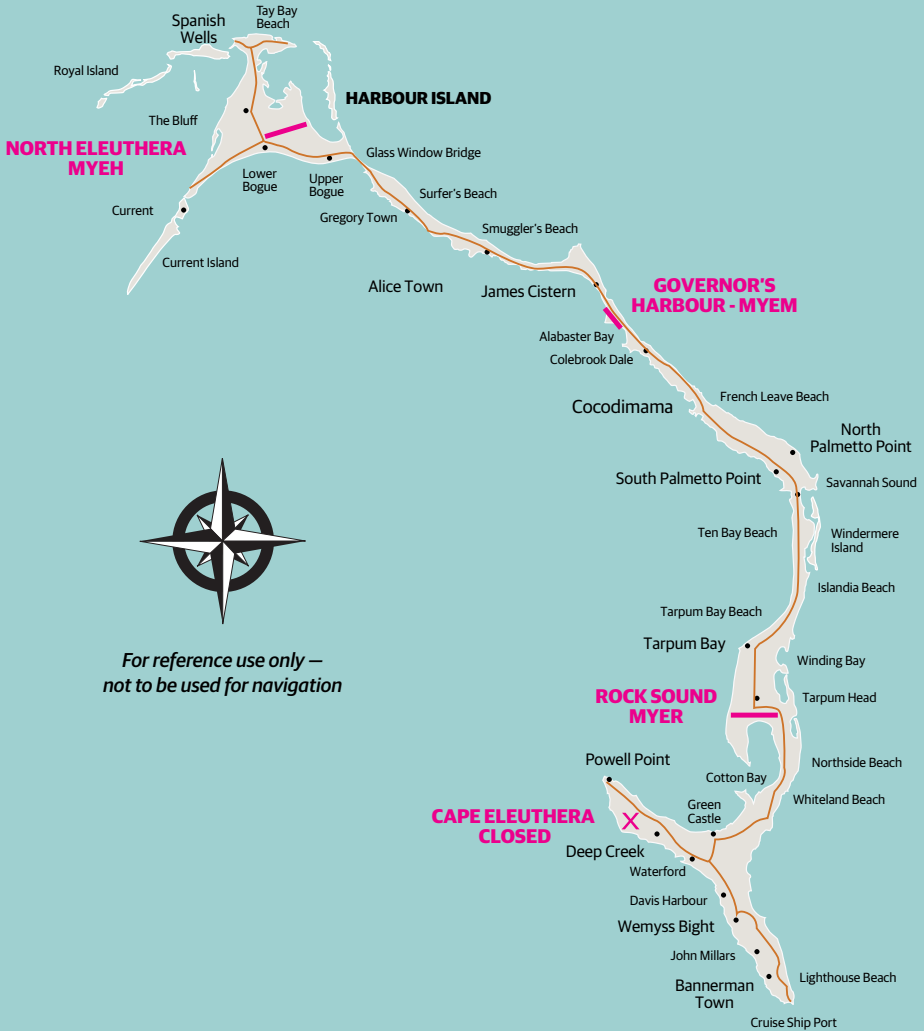 Tay Bay
Beach
Spanish
Wells
Royal Island
HARBOUR ISLAND
The Bluff
NORTH ELEUTHERA
MYEH
Glass Window Bridge
Lower
Bogue
Upper
Bogue
Surfer's Beach
Current
Gregory Town
Smuggler's Beach
Current Island
Alice Town
James Cistern
GOVERNOR'S
HARBOUR - MYEM
Alabaster Bay
Colebrook Dale
French Leave Beach
Cocodimama
North
Palmetto Point
South Palmetto Point
Savannah Sound
Ten Bay Beach
Windermere
Island
Islandia Beach
Tarpum Bay Beach
Tarpum Bay
For reference use only —
not to be used for navigation
Winding Bay
ROCK SOUND
MYER
Tarpum Head
Powell Point
Northside Beach
Cotton Bay
Whiteland Beach
Green
Castle
CAPE ELEUTHERA
CLOSED
X
Deep Creek
Waterford
Davis Harbour
Wemyss Bight
John Millars
Lighthouse Beach
Bannerman
Town
Cruise Ship Port